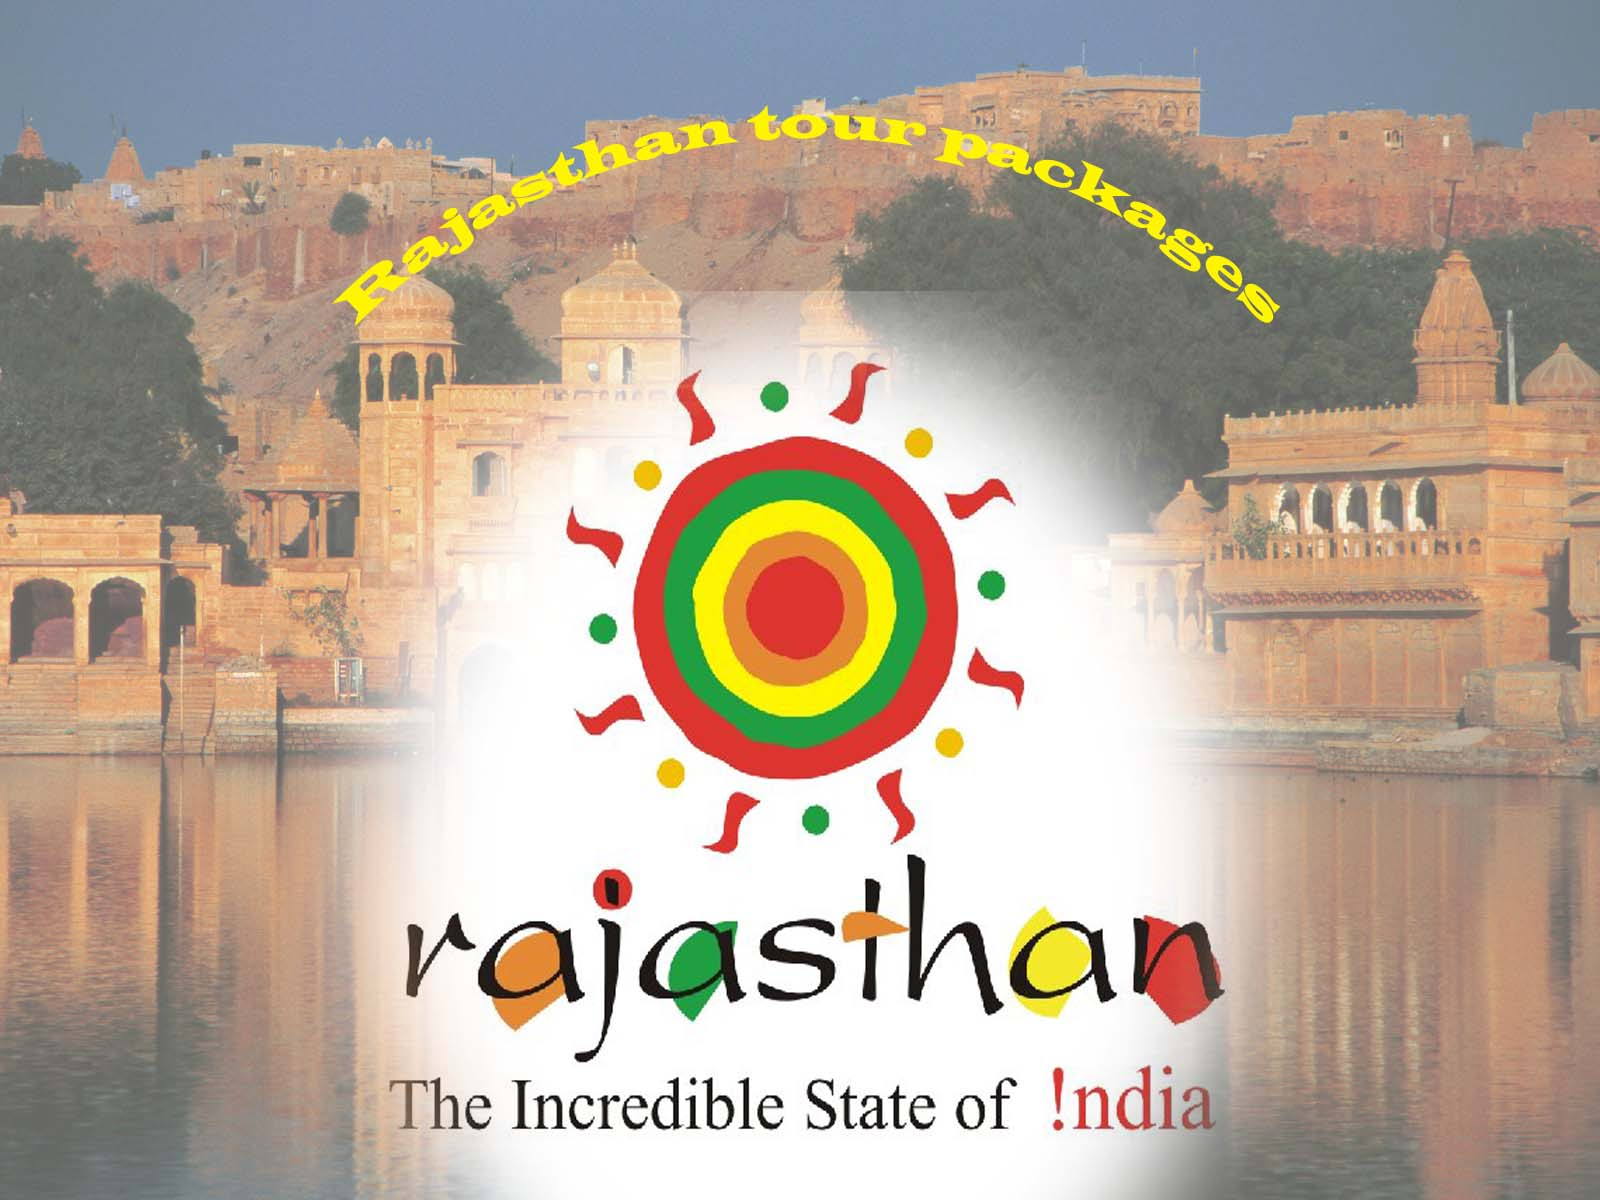 Rajasthan tour packages
rajasthan
The Incredible State of !ndia